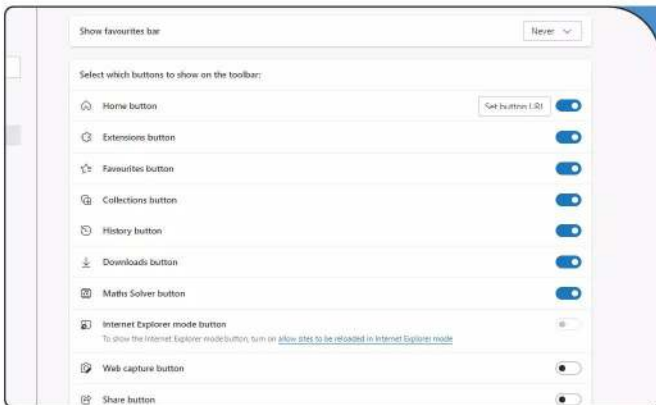 Show favourites bar
Never
Select which buttons to show on the toolbar:
Home button
Set button URL
Extensions button
Favourites button
Collections button
History button
Downloads button
Maths Solver button
Internet Explorer mode button
To show the Internet Explorer mode button, turn on allow sites to be reloaded in Internet Explorer mode
Web capture button
Share button